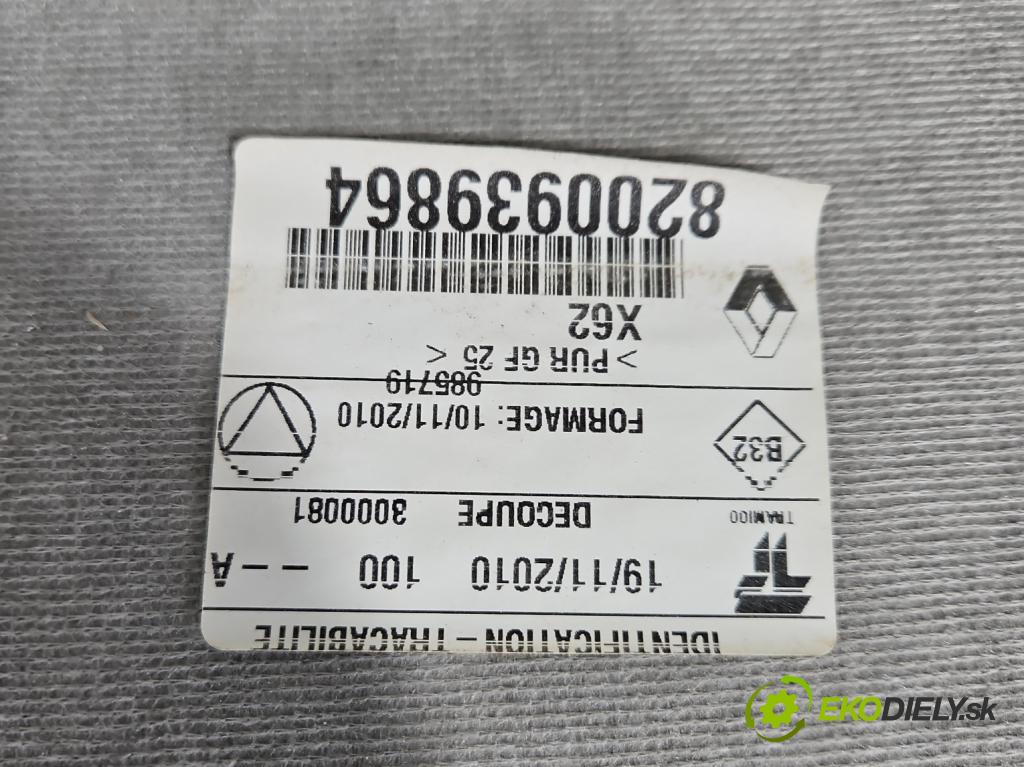 IDENTIFICATION - TRACABILITE
19/11/2010 100 --A
TRAMICO
DECOUPE 3000081
B32
FORMAGE: 10/11/2010
985719
> PUR GF 25 <
X62
8200939864
EKODIELY.sk